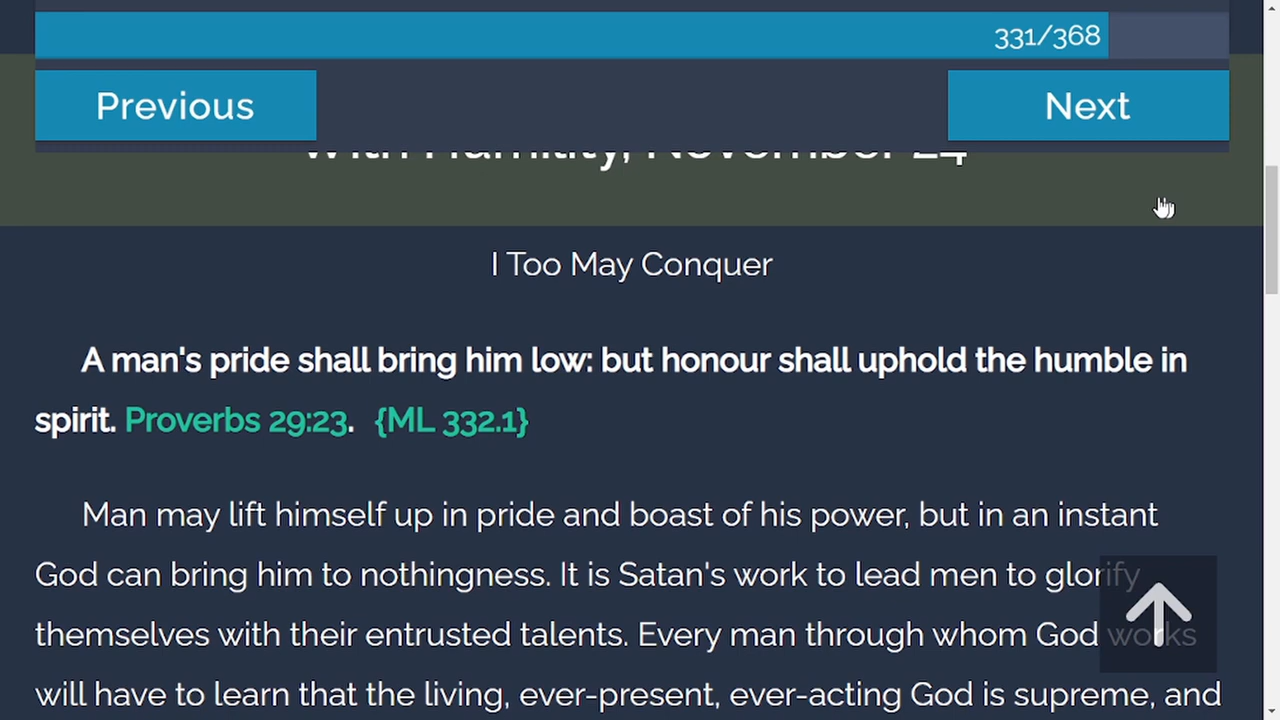 331/368
Previous
Next
with Humility, November 24
I Too May Conquer
A man's pride shall bring him low: but honour shall uphold the humble in
spirit. Proverbs 29:23. {ML 332.1}
Man may lift himself up in pride and boast of his power, but in an instant
God can bring him to nothingness. It is Satan's work to lead men to glorify
themselves with their entrusted talents. Every man through whom God works
will have to learn that the living, ever-present, ever-acting God is supreme, and